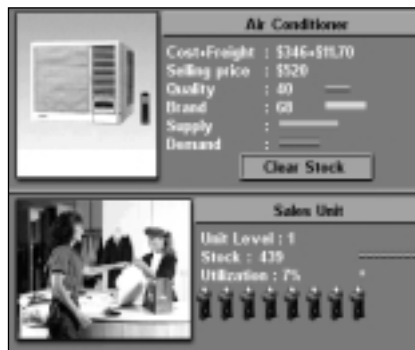 Air Conditioner
Cost+Freight : $346+$11.70
Selling price : $520
Quality : 40
Brand : 68
Supply :
Demand :
Clear Stock
Sales Unit
Unit Level : 1
Stock : 439
Utilization : 7%